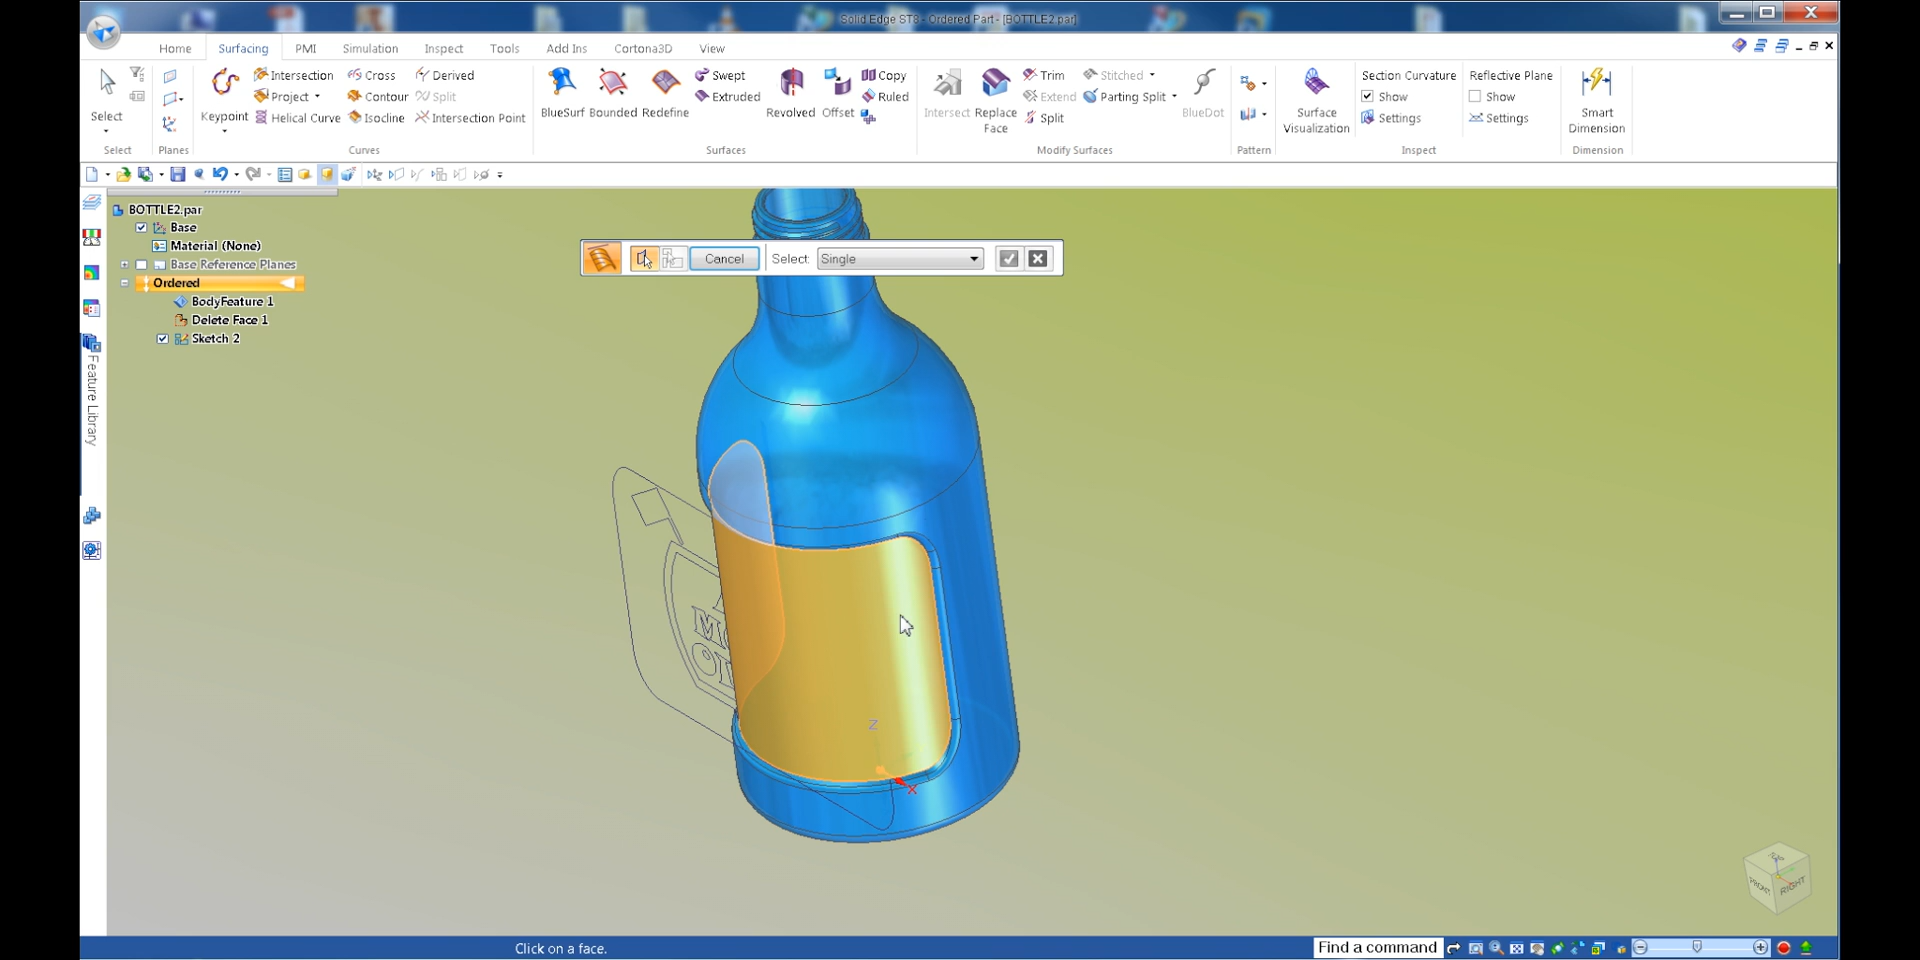 Solid Edge ST8 - Ordered Part - [BOTTLE2.par]
Home Surfacing PMI Simulation Inspect Tools Add Ins Cortona3D View
Select
Select
Planes
Keypoint
Intersection
Project
Helical Curve
Cross
Contour
Isocline
Derived
Split
Intersection Point
Curves
BlueSurf
Bounded
Redefine
Swept
Extruded
Revolved
Offset
Copy
Ruled
Surfaces
Intersect
Replace
Face
Trim
Extend
Split
Stitched
Parting Split
BlueDot
Modify Surfaces
Pattern
Surface
Visualization
Section Curvature
Show
Settings
Reflective Plane
Show
Settings
Inspect
Smart
Dimension
Dimension
BOTTLE2.par
Base
Material (None)
Base Reference Planes
Ordered
BodyFeature 1
Delete Face 1
Sketch 2
Feature Library
Cancel
Select:
Single
Z
X
TOP
FRONT
RIGHT
Click on a face.
Find a command